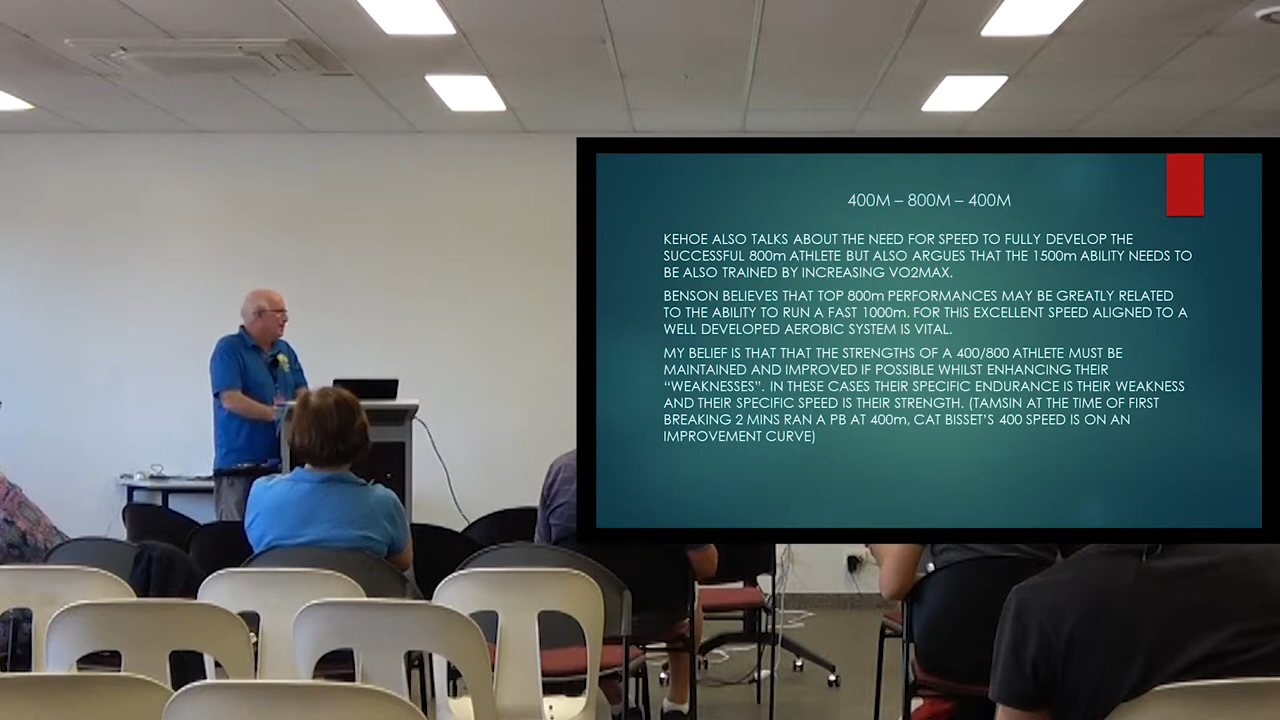 400M – 800M – 400M
KEHOE ALSO TALKS ABOUT THE NEED FOR SPEED TO FULLY DEVELOP THE
SUCCESSFUL 800m ATHLETE BUT ALSO ARGUES THAT THE 1500m ABILITY NEEDS TO
BE ALSO TRAINED BY INCREASING VO2MAX.
BENSON BELIEVES THAT TOP 800m PERFORMANCES MAY BE GREATLY RELATED
TO THE ABILITY TO RUN A FAST 1000m. FOR THIS EXCELLENT SPEED ALIGNED TO A
WELL DEVELOPED AEROBIC SYSTEM IS VITAL.
MY BELIEF IS THAT THAT THE STRENGTHS OF A 400/800 ATHLETE MUST BE
MAINTAINED AND IMPROVED IF POSSIBLE WHILST ENHANCING THEIR
“WEAKNESSES”. IN THESE CASES THEIR SPECIFIC ENDURANCE IS THEIR WEAKNESS
AND THEIR SPECIFIC SPEED IS THEIR STRENGTH. (TAMSIN AT THE TIME OF FIRST
BREAKING 2 MINS RAN A PB AT 400m, CAT BISSET’S 400 SPEED IS ON AN
IMPROVEMENT CURVE)